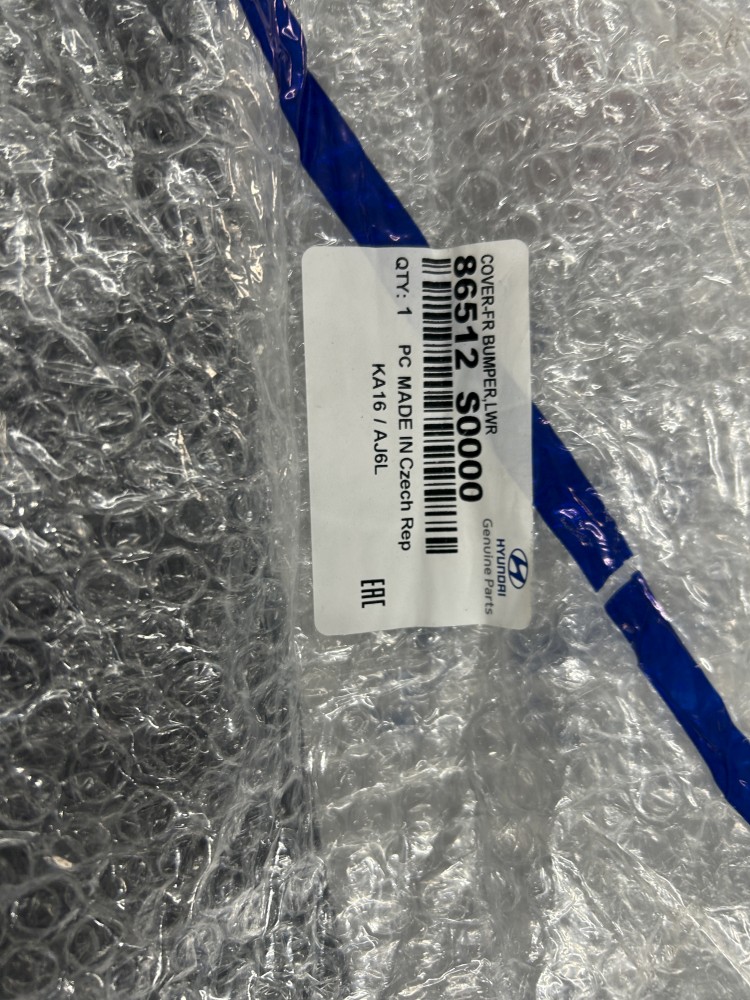 COVER-FR BUMPER,LWR
86512 S0000
HYUNDAI
Genuine Parts
QTY: 1 PC MADE IN Czech Rep
KA16 / AJ6L
EAC